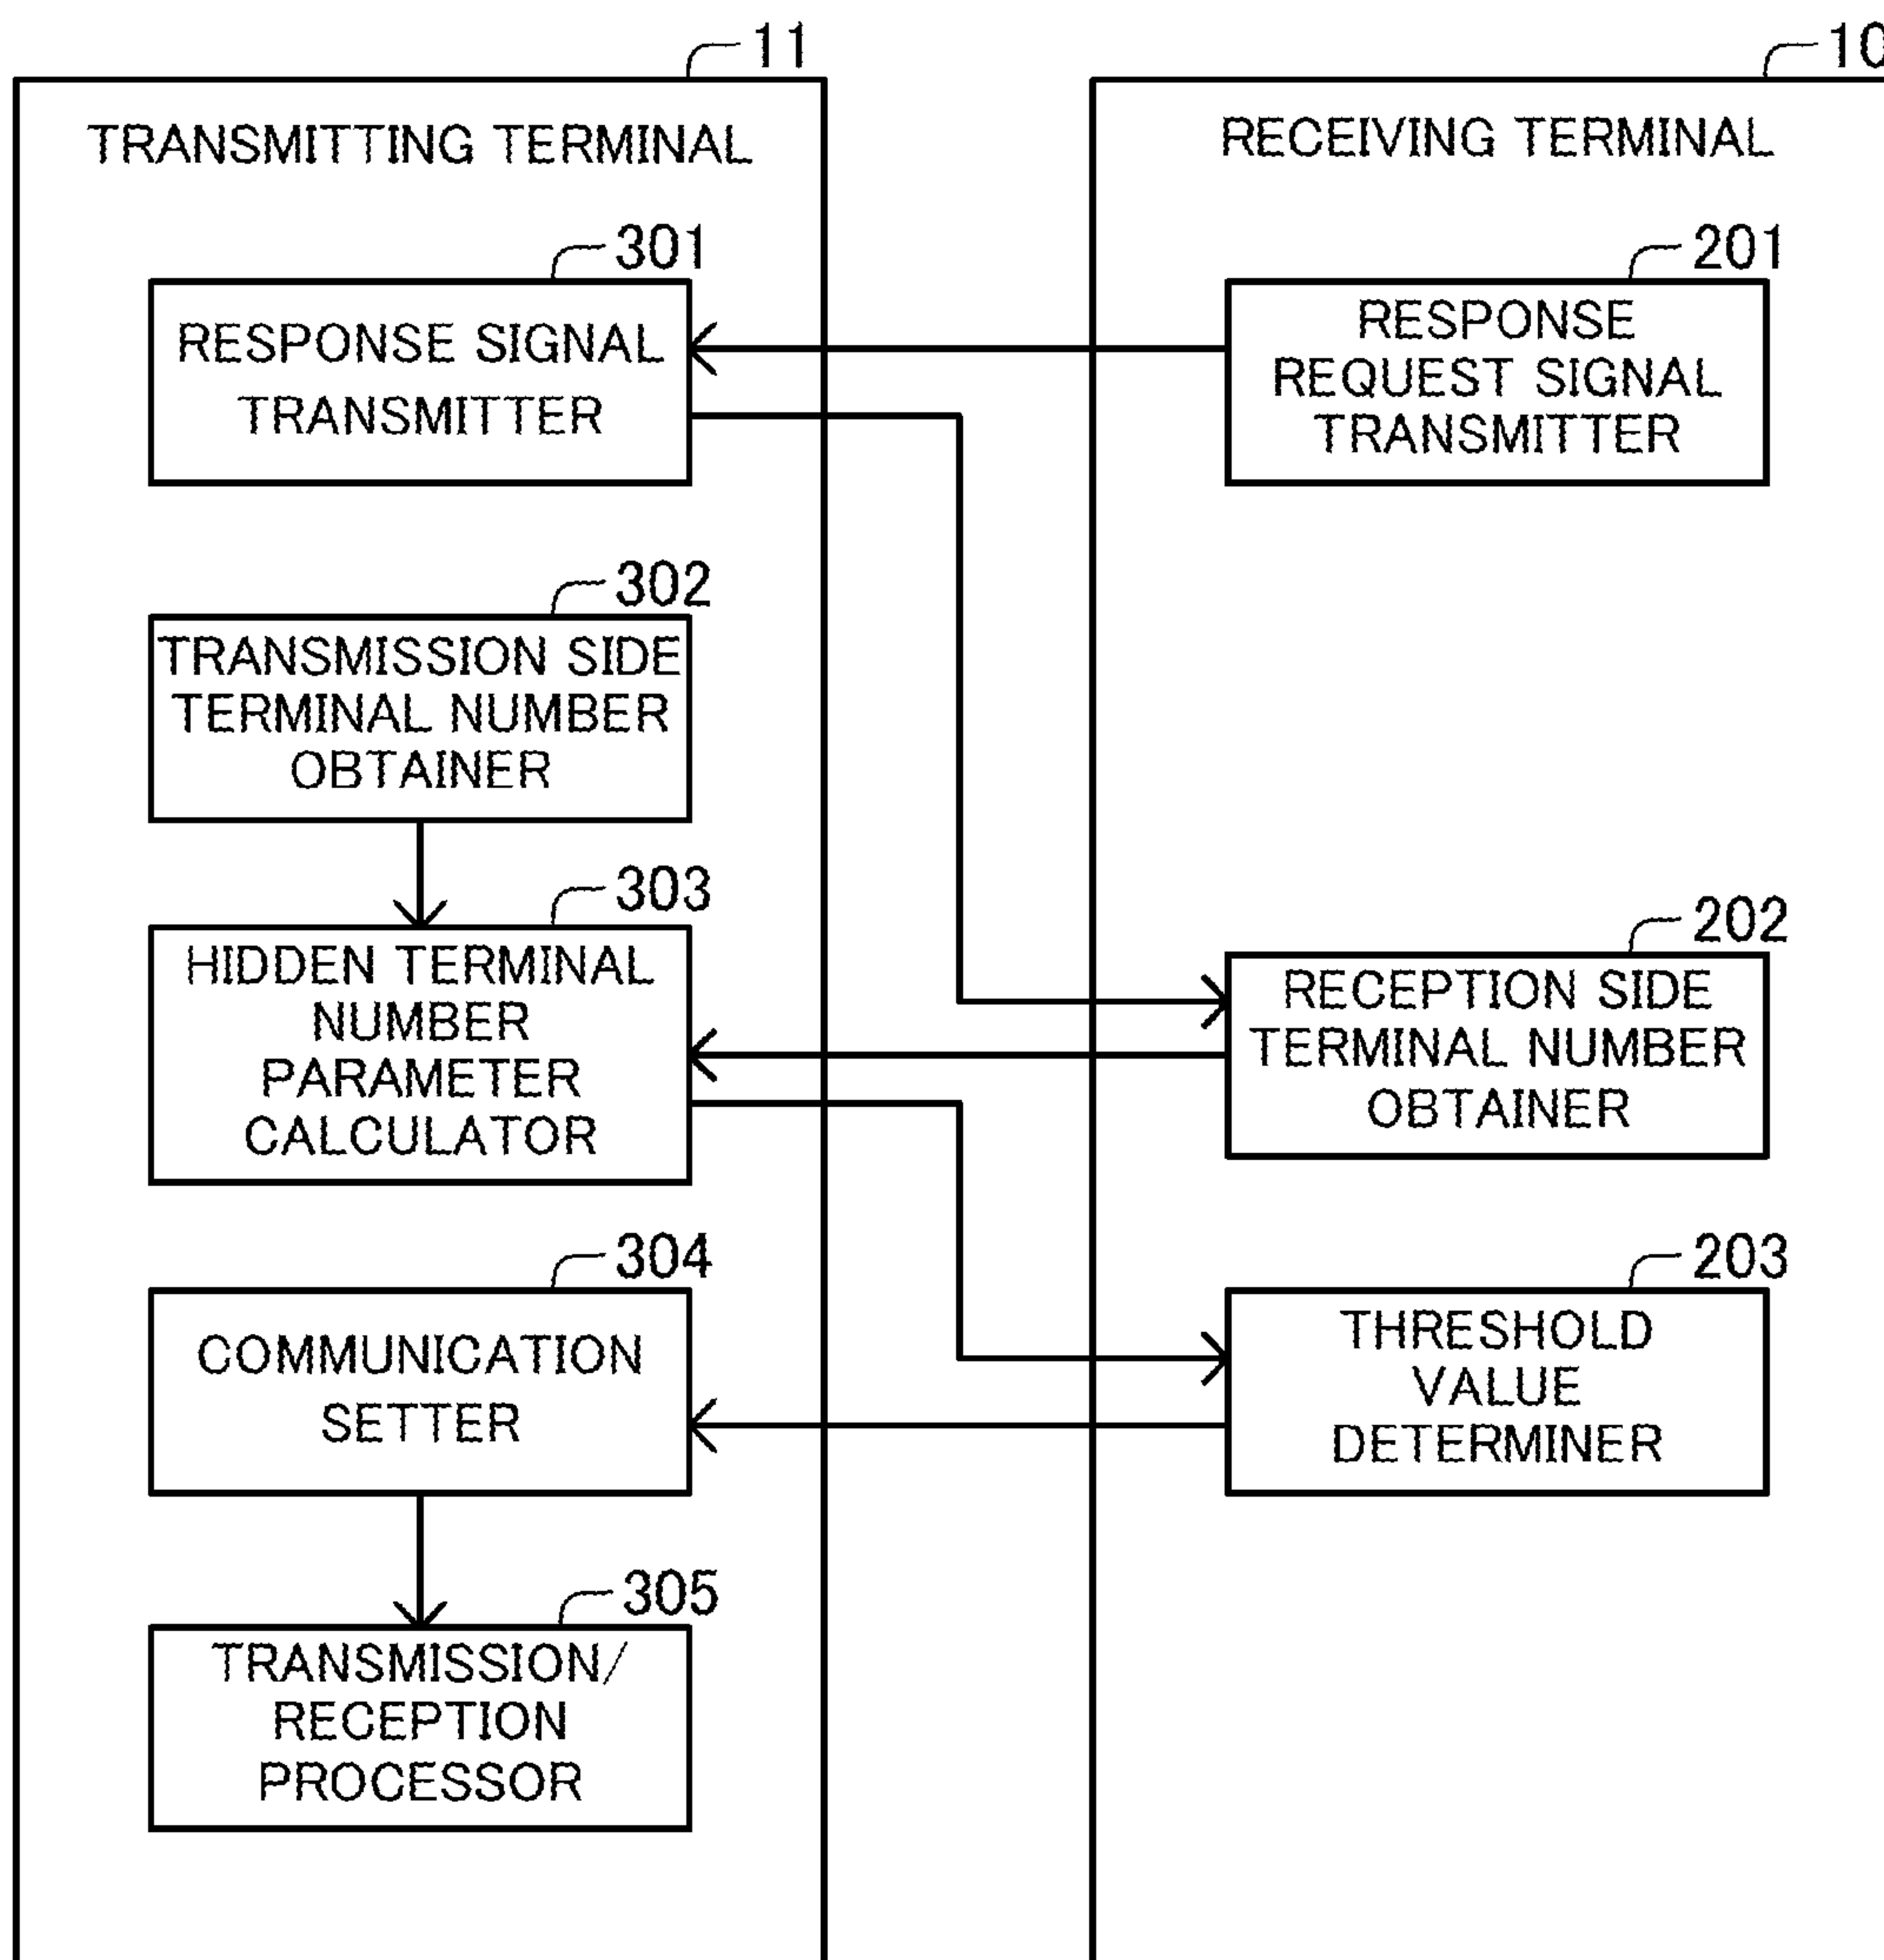 11
TRANSMITTING TERMINAL
301
RESPONSE SIGNAL
TRANSMITTER
302
TRANSMISSION SIDE
TERMINAL NUMBER
OBTAINER
303
HIDDEN TERMINAL
NUMBER
PARAMETER
CALCULATOR
304
COMMUNICATION
SETTER
305
TRANSMISSION/
RECEPTION
PROCESSOR
10
RECEIVING TERMINAL
201
RESPONSE
REQUEST SIGNAL
TRANSMITTER
202
RECEPTION SIDE
TERMINAL NUMBER
OBTAINER
203
THRESHOLD
VALUE
DETERMINER